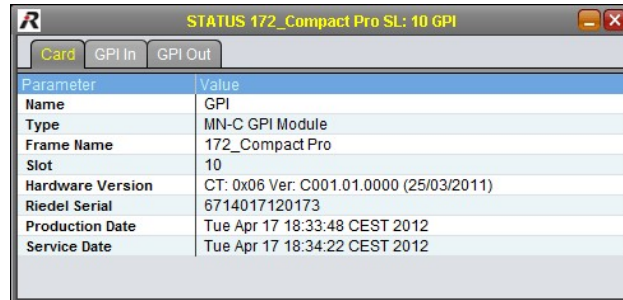 R STATUS 172_Compact Pro SL: 10 GPI
Card GPI In GPI Out
Parameter Value
Name GPI
Type MN-C GPI Module
Frame Name 172_Compact Pro
Slot 10
Hardware Version CT: 0x06 Ver: C001.01.0000 (25/03/2011)
Riedel Serial 6714017120173
Production Date Tue Apr 17 18:33:48 CEST 2012
Service Date Tue Apr 17 18:34:22 CEST 2012